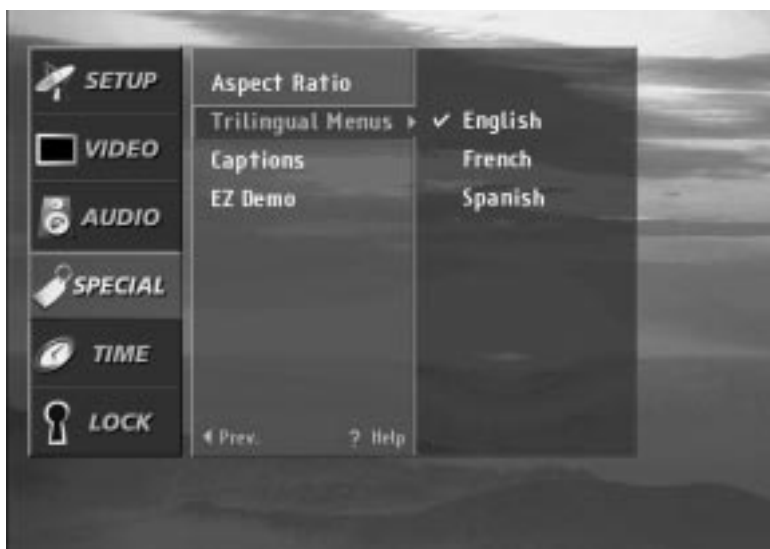 SETUP
VIDEO
AUDIO
SPECIAL
TIME
LOCK
Aspect Ratio
Trilingual Menus
Captions
EZ Demo
Prev.
? Help
English
French
Spanish